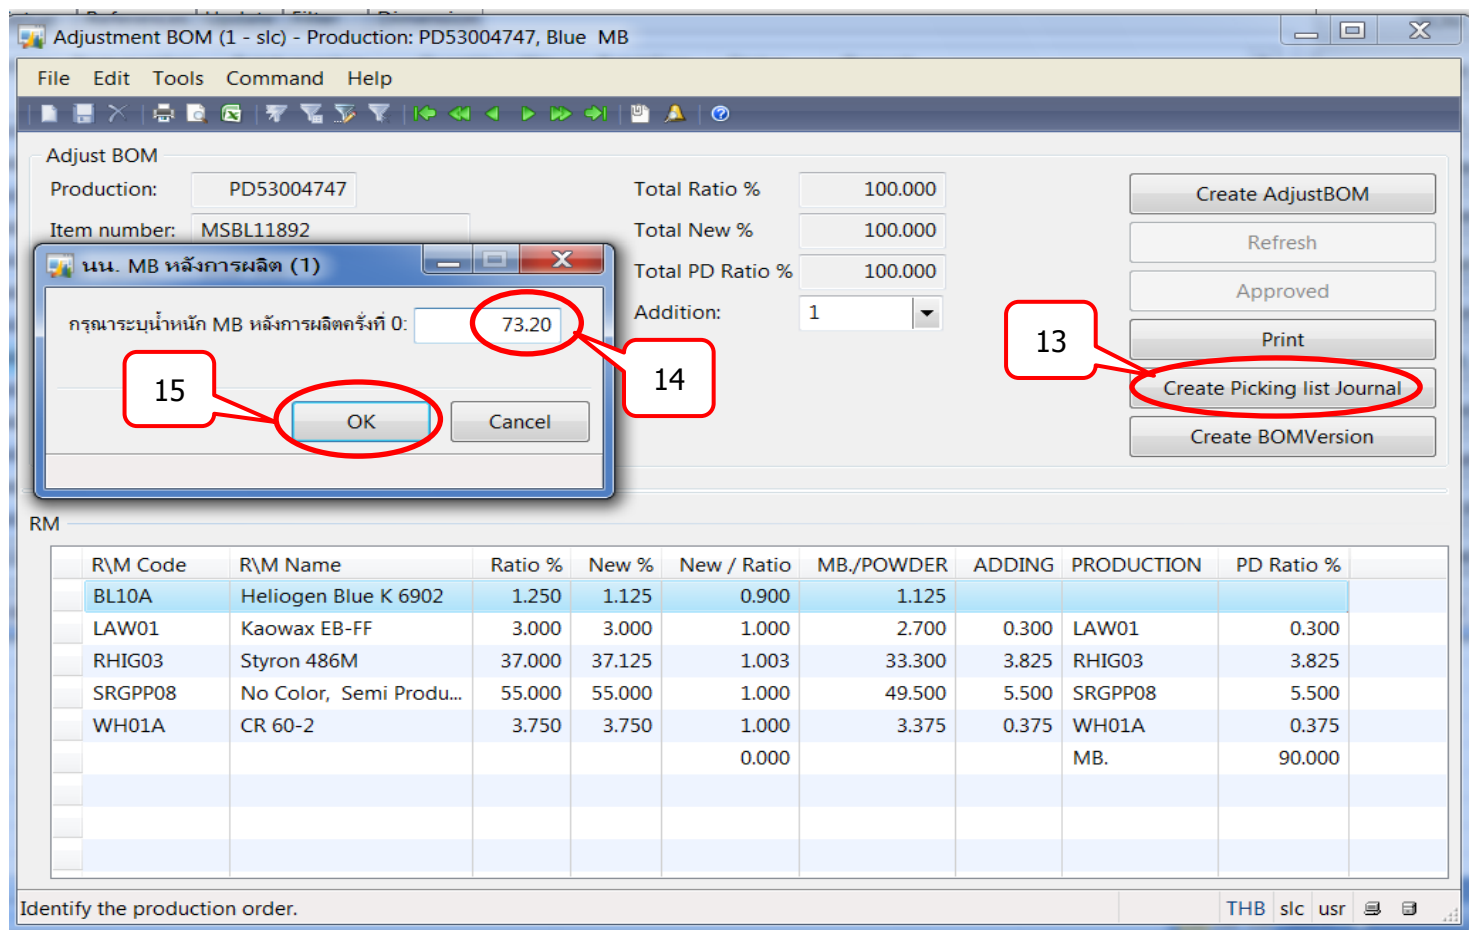 Adjustment BOM (1 - slc) - Production: PD53004747, Blue  MB
File Edit Tools Command Help
Adjust BOM
Production: PD53004747 Total Ratio % 100.000 Create AdjustBOM
Item number: MSBL11892 Total New % 100.000 Refresh
นน. MB หลังการผลิต (1)
Total PD Ratio % 100.000 Approved
กรุณาระบุน้ำหนัก MB หลังการผลิตครั้งที่ 0: 73.20
Addition: 1
13
Print
14
15
Create Picking list Journal
OK Cancel
Create BOMVersion
RM
R\M Code R\M Name Ratio % New % New / Ratio MB./POWDER ADDING PRODUCTION PD Ratio %
BL10A Heliogen Blue K 6902 1.250 1.125 0.900 1.125
LAW01 Kaowax EB-FF 3.000 3.000 1.000 2.700 0.300 LAW01 0.300
RHIG03 Styron 486M 37.000 37.125 1.003 33.300 3.825 RHIG03 3.825
SRGPP08 No Color, Semi Produ... 55.000 55.000 1.000 49.500 5.500 SRGPP08 5.500
WH01A CR 60-2 3.750 3.750 1.000 3.375 0.375 WH01A 0.375
0.000 MB. 90.000
Identify the production order. THB slc usr